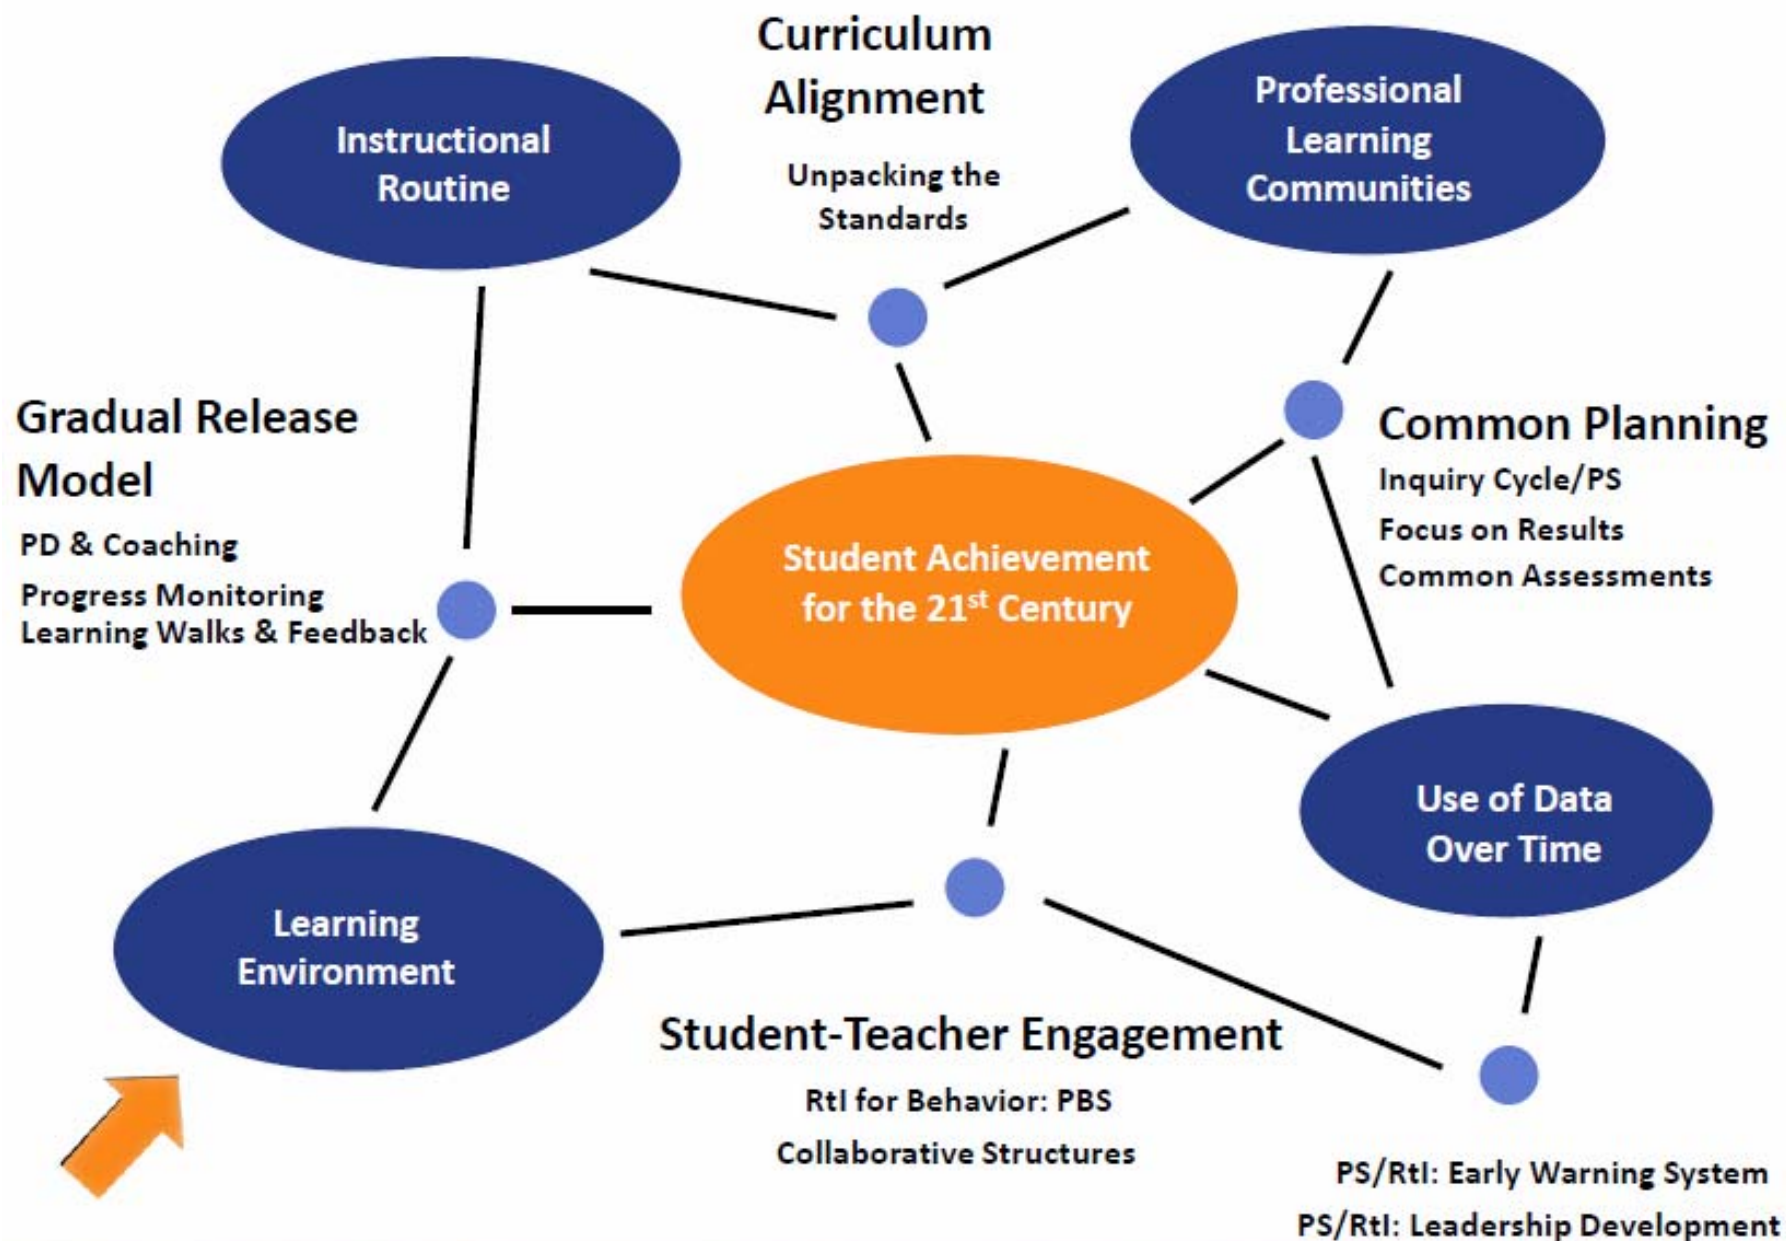 Curriculum
Alignment
Unpacking the
Standards
Instructional
Routine
Professional
Learning
Communities
Gradual Release
Model
PD & Coaching
Progress Monitoring
Learning Walks & Feedback
Common Planning
Inquiry Cycle/PS
Focus on Results
Common Assessments
Student Achievement
for the 21st Century
Use of Data
Over Time
Learning
Environment
Student-Teacher Engagement
RtI for Behavior: PBS
Collaborative Structures
PS/RtI: Early Warning System
PS/RtI: Leadership Development